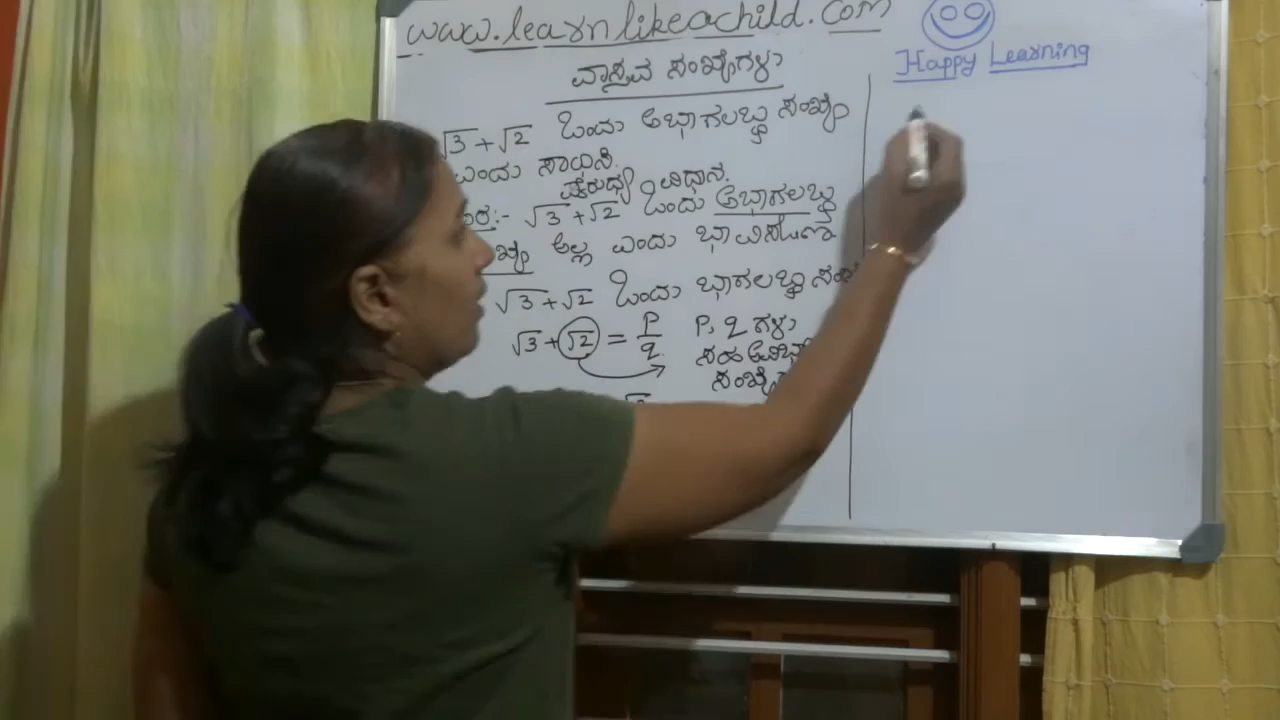 www.learnlikeachild.com
Happy Learning
ವಾಸ್ತವ ಸಂಖ್ಯೆಗಳು
√3 + √2 ಒಂದು ಅಭಾಗಲಬ್ಧ ಸಂಖ್ಯೆ
ಎಂದು ಸಾಧಿಸಿ.
ವಿಧಾನ.
:- √3 + √2 ಒಂದು ಅಭಾಗಲಬ್ಧ
ಅಲ್ಲ ಎಂದು ಭಾವಿಸೋಣ
√3 + √2 ಒಂದು ಭಾಗಲಬ್ಧ
√3 + √2 = p/q p, q ಗಳು
ಸಹ